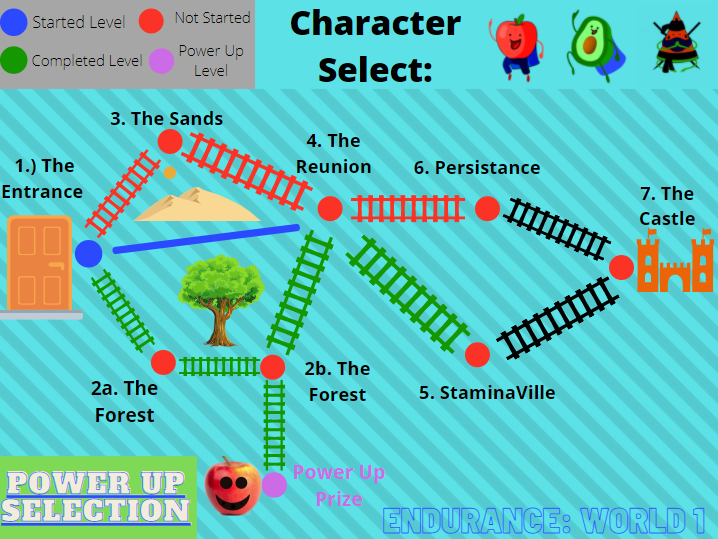 Started Level
Not Started
Completed Level
Power Up
Level
Character
Select:
3. The Sands
4. The
Reunion
6. Persistance
1.) The
Entrance
7. The
Castle
2a. The
Forest
2b. The
Forest
5. StaminaVille
Power Up
Prize
POWER UP
SELECTION
ENDURANCE: WORLD 1